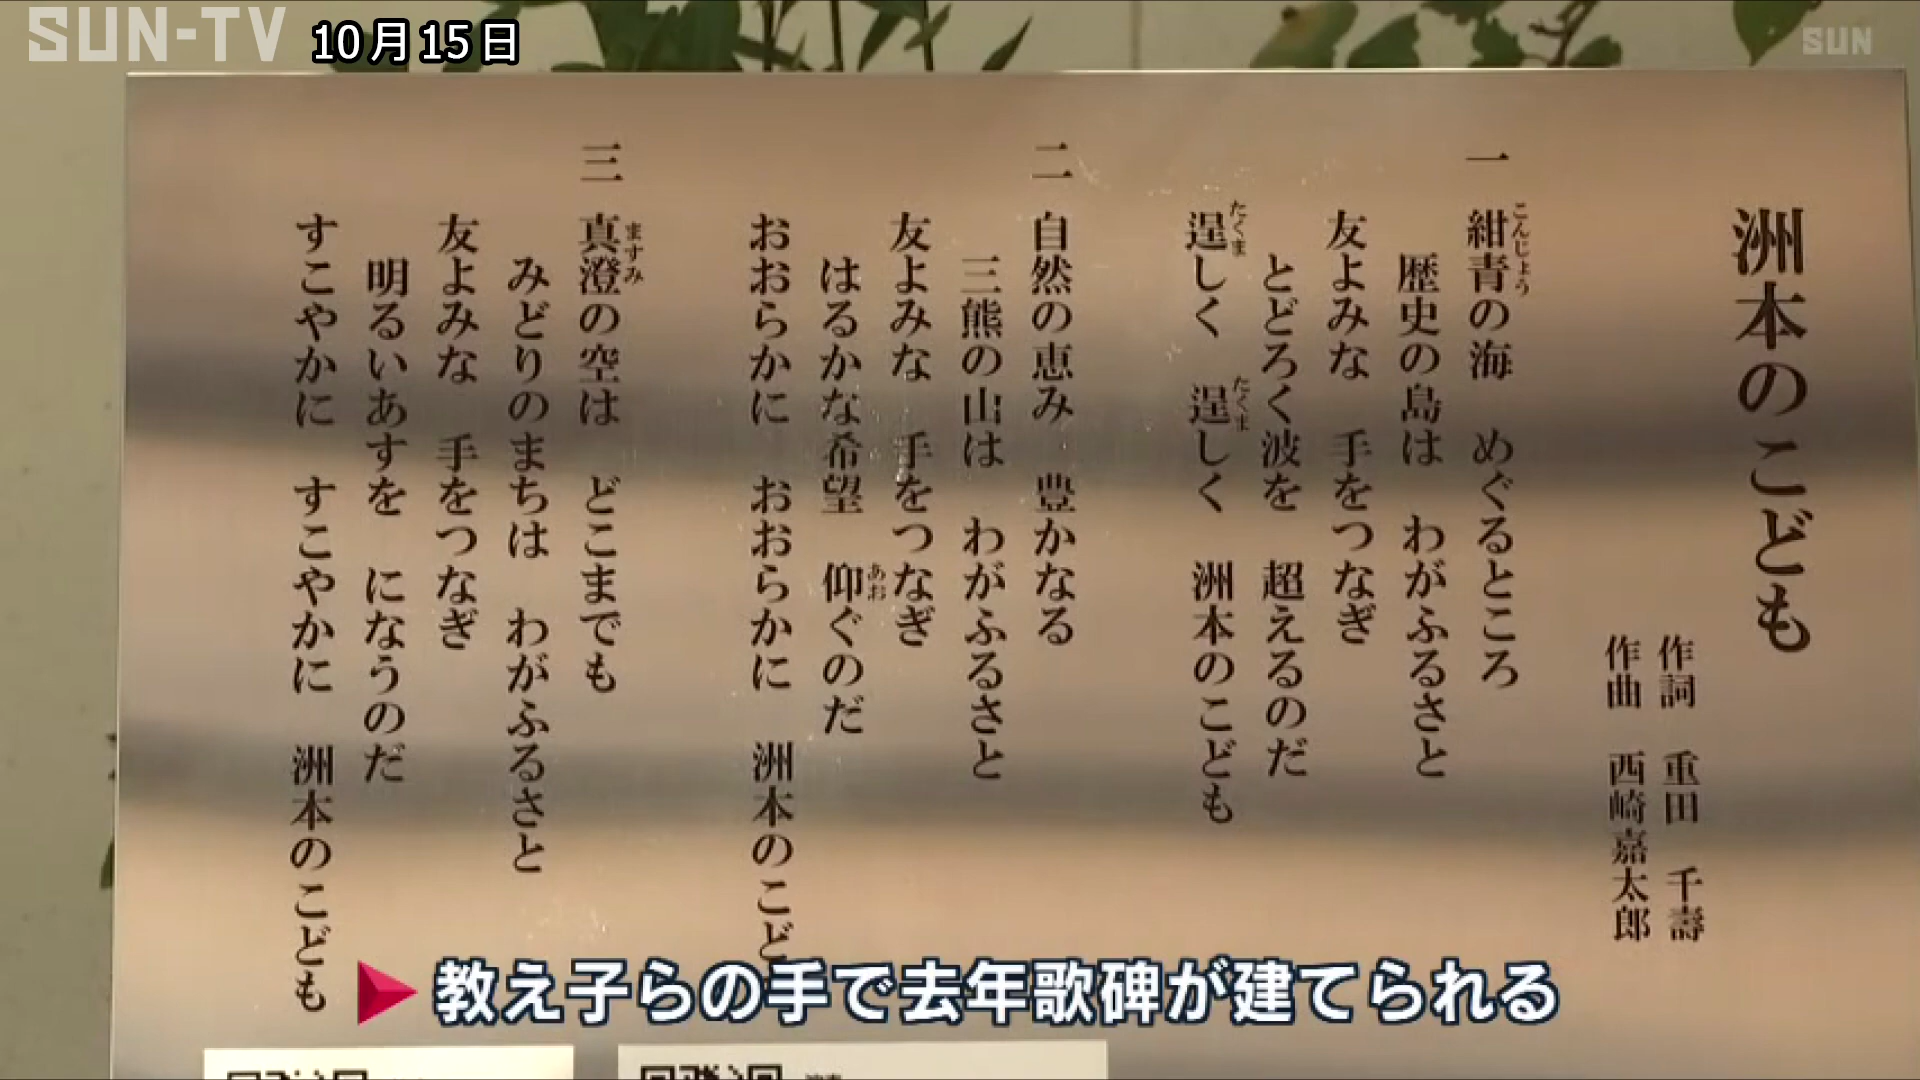 SUN-TV
10月15日
SUN
洲本のこども
作詞　重田　千壽
作曲　西崎嘉太郎
一　紺青の海　めぐるところ
こんじょう
歴史の島は　わがふるさと
友よみな　手をつなぎ
とどろく波を　超えるのだ
逞しく　逞しく　洲本のこども
たくま　たくま
二　自然の恵み　豊かなる
三熊の山は　わがふるさと
友よみな　手をつなぎ
はるかな希望　仰ぐのだ
あお
おおらかに　おおらかに　洲本のこど
三　真澄の空は　どこまでも
ますみ
みどりのまちは　わがふるさと
友よみな　手をつなぎ
明るいあすを　になうのだ
すこやかに　すこやかに　洲本のこども
教え子らの手で去年歌碑が建てられる